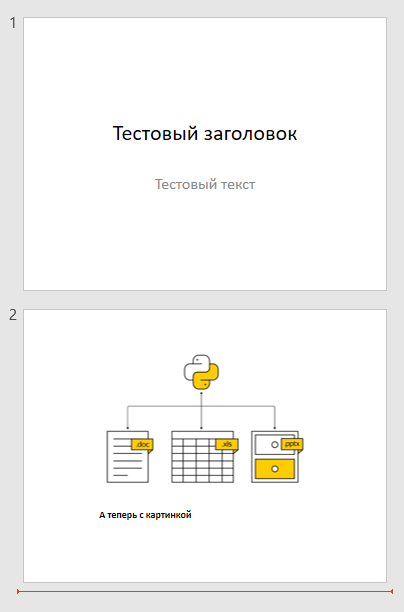 1
Тестовый заголовок
Тестовый текст
2
.doc
.xls
.pptx
А теперь с картинкой